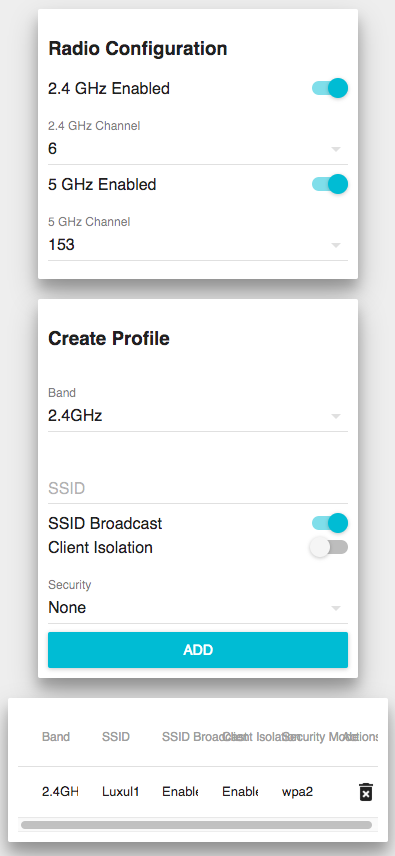 Radio Configuration
2.4 GHz Enabled
2.4 GHz Channel
6
5 GHz Enabled
5 GHz Channel
153
Create Profile
Band
2.4GHz
SSID
SSID Broadcast
Client Isolation
Security
None
ADD
Band SSID SSID Broadcast Client Isolation Security Mode Actions
2.4GH Luxul1 Enable Enable wpa2